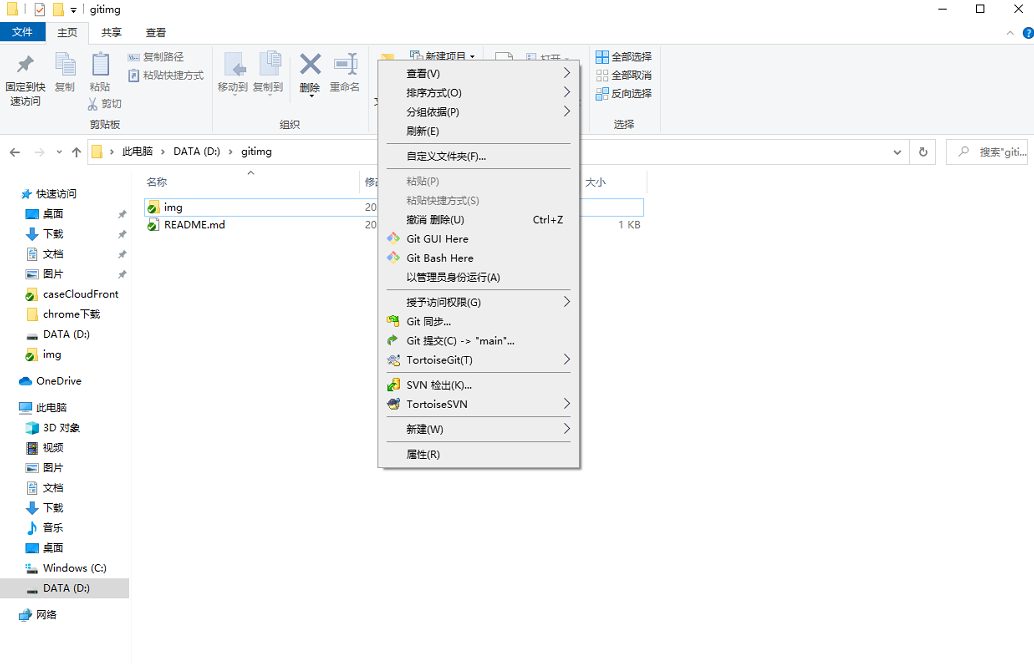 gitimg
文件 主页 共享 查看
固定到快速访问
复制
粘贴
复制路径
粘贴快捷方式
剪切
剪贴板
移动到
复制到
删除
重命名
组织
新建项目
打开
全部选择
全部取消
反向选择
选择
此电脑 › DATA (D:) › gitimg
搜索"giti...
名称 大小
img 20
README.md 20 1 KB
快速访问
桌面
下载
文档
图片
caseCloudFront
chrome下载
DATA (D:)
img
OneDrive
此电脑
3D 对象
视频
图片
文档
下载
音乐
桌面
Windows (C:)
DATA (D:)
网络
查看(V)
排序方式(O)
分组依据(P)
刷新(E)
自定义文件夹(F)...
粘贴(P)
粘贴快捷方式(S)
撤消 删除(U) Ctrl+Z
Git GUI Here
Git Bash Here
以管理员身份运行(A)
授予访问权限(G)
Git 同步...
Git 提交(C) -> "main"...
TortoiseGit(T)
SVN 检出(K)...
TortoiseSVN
新建(W)
属性(R)